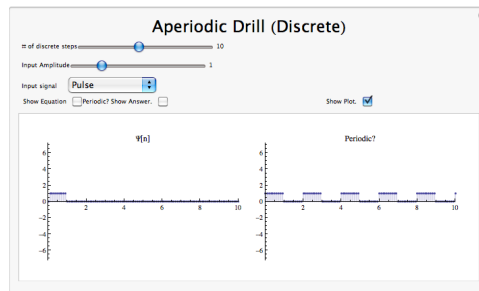 Aperiodic Drill (Discrete)
# of discrete steps 10
Input Amplitude 1
Input signal Pulse
Show Equation Periodic? Show Answer. Show Plot.
Ψ[n] Periodic?
6 6
4 4
2 2
0 2 4 6 8 10 0 2 4 6 8 10
-2 -2
-4 -4
-6 -6